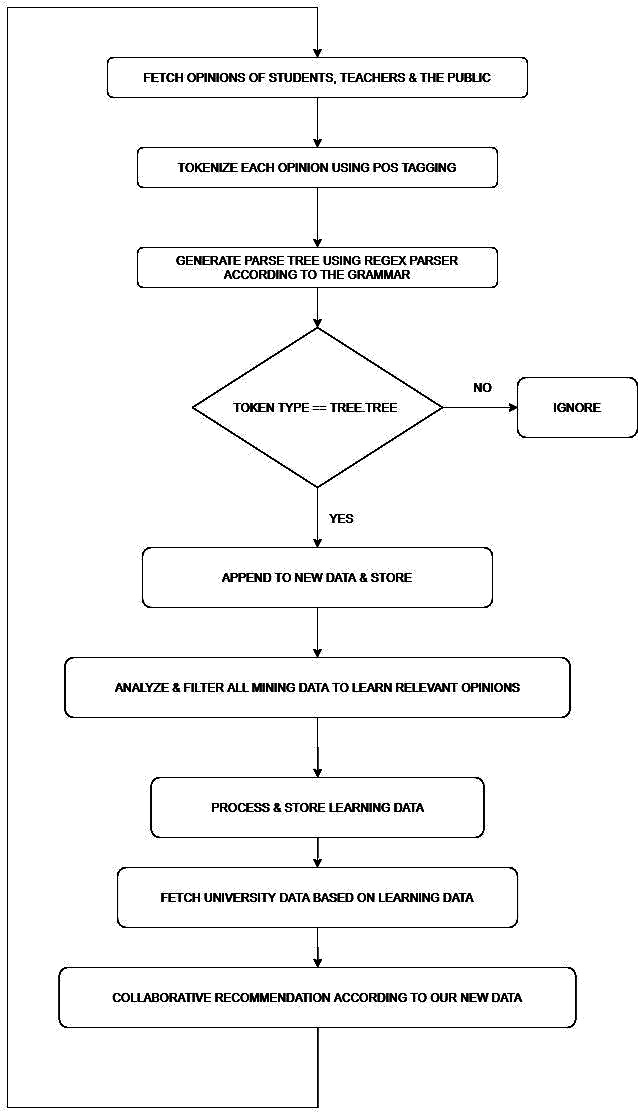 FETCH OPINIONS OF STUDENTS, TEACHERS & THE PUBLIC
TOKENIZE EACH OPINION USING POS TAGGING
GENERATE PARSE TREE USING REGEX PARSER
ACCORDING TO THE GRAMMAR
TOKEN TYPE == TREE.TREE
NO
IGNORE
YES
APPEND TO NEW DATA & STORE
ANALYZE & FILTER ALL MINING DATA TO LEARN RELEVANT OPINIONS
PROCESS & STORE LEARNING DATA
FETCH UNIVERSITY DATA BASED ON LEARNING DATA
COLLABORATIVE RECOMMENDATION ACCORDING TO OUR NEW DATA